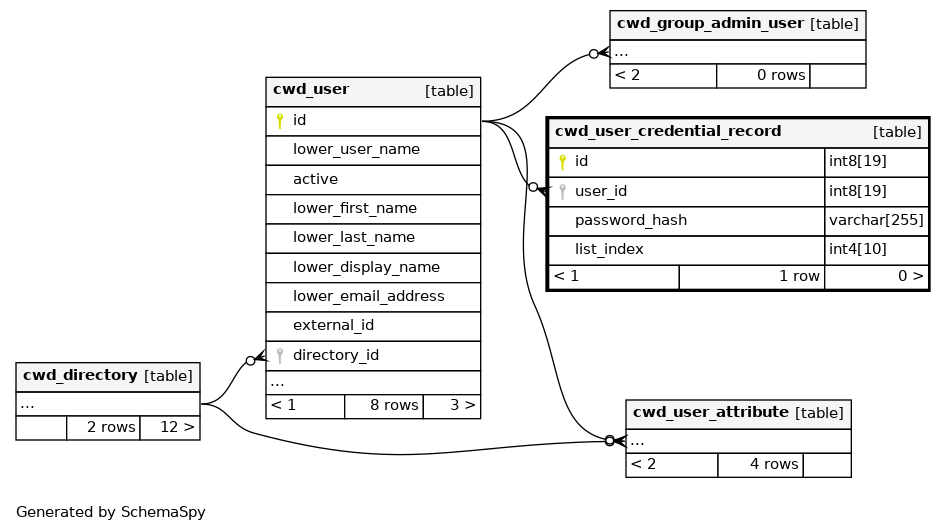 cwd_group_admin_user [table]
...
< 2 0 rows
cwd_user [table]
id
lower_user_name
active
lower_first_name
lower_last_name
lower_display_name
lower_email_address
external_id
directory_id
...
< 1 8 rows 3 >
cwd_user_credential_record [table]
id int8[19]
user_id int8[19]
password_hash varchar[255]
list_index int4[10]
< 1 1 row 0 >
cwd_directory [table]
...
2 rows 12 >
cwd_user_attribute [table]
...
< 2 4 rows
Generated by SchemaSpy